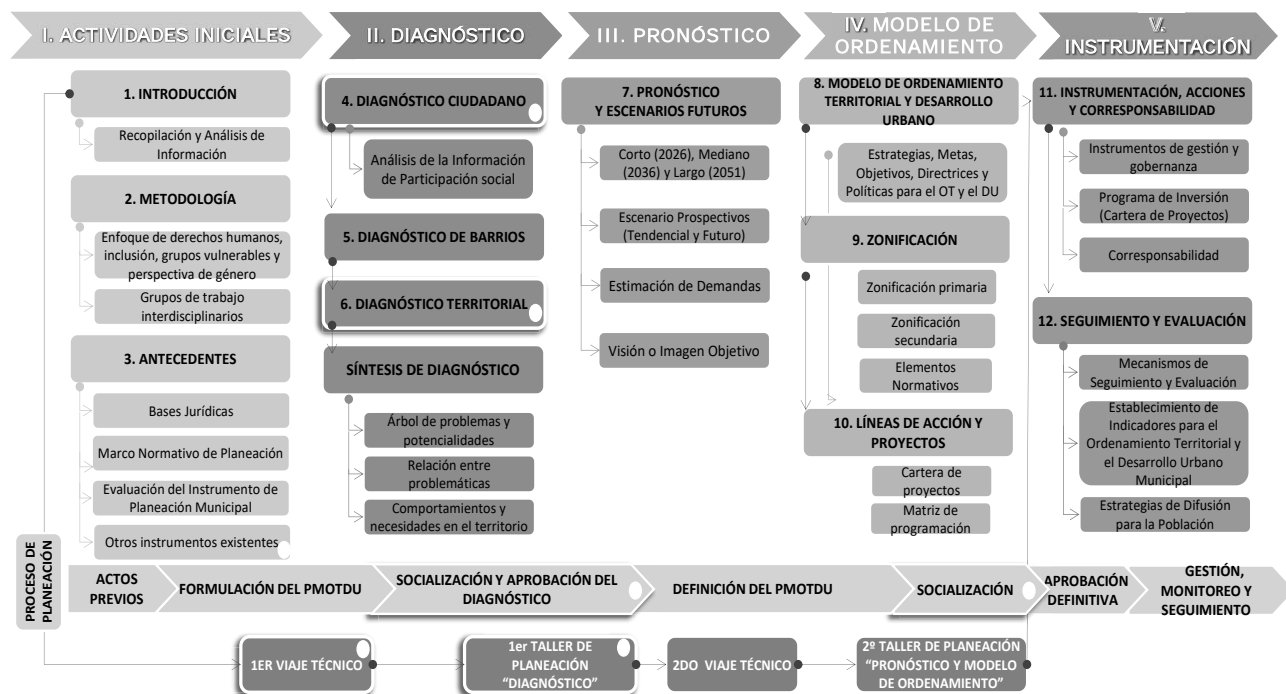 I. ACTIVIDADES INICIALES
II. DIAGNÓSTICO
III. PRONÓSTICO
IV. MODELO DE
ORDENAMIENTO
V.
INSTRUMENTACIÓN
1. INTRODUCCIÓN
Recopilación y Análisis de
Información
2. METODOLOGÍA
Enfoque de derechos humanos,
inclusión, grupos vulnerables y
perspectiva de género
Grupos de trabajo
interdisciplinarios
3. ANTECEDENTES
Bases Jurídicas
Marco Normativo de Planeación
Evaluación del Instrumento de
Planeación Municipal
Otros instrumentos existentes
4. DIAGNÓSTICO CIUDADANO
Análisis de la Información
de Participación social
5. DIAGNÓSTICO DE BARRIOS
6. DIAGNÓSTICO TERRITORIAL
SÍNTESIS DE DIAGNÓSTICO
Árbol de problemas y
potencialidades
Relación entre
problemáticas
Comportamientos y
necesidades en el territorio
7. PRONÓSTICO
Y ESCENARIOS FUTUROS
Corto (2026), Mediano
(2036) y Largo (2051)
Escenario Prospectivos
(Tendencial y Futuro)
Estimación de Demandas
Visión o Imagen Objetivo
8. MODELO DE ORDENAMIENTO
TERRITORIAL Y DESARROLLO
URBANO
Estrategias, Metas,
Objetivos, Directrices y
Políticas para el OT y el DU
9. ZONIFICACIÓN
Zonificación primaria
Zonificación
secundaria
Elementos
Normativos
10. LÍNEAS DE ACCIÓN Y
PROYECTOS
Cartera de
proyectos
Matriz de
programación
11. INSTRUMENTACIÓN, ACCIONES
Y CORRESPONSABILIDAD
Instrumentos de gestión y
gobernanza
Programa de Inversión
(Cartera de Proyectos)
Corresponsabilidad
12. SEGUIMIENTO Y EVALUACIÓN
Mecanismos de
Seguimiento y Evaluación
Establecimiento de
Indicadores para el
Ordenamiento Territorial y
el Desarrollo Urbano
Municipal
Estrategias de Difusión
para la Población
PROCESO DE
PLANEACIÓN
ACTOS
PREVIOS
FORMULACIÓN DEL PMOTDU
SOCIALIZACIÓN Y APROBACIÓN DEL
DIAGNÓSTICO
DEFINICIÓN DEL PMOTDU
SOCIALIZACIÓN
APROBACIÓN
DEFINITIVA
GESTIÓN,
MONITOREO Y
SEGUIMIENTO
1ER VIAJE TÉCNICO
1er TALLER DE
PLANEACIÓN
“DIAGNÓSTICO”
2DO VIAJE TÉCNICO
2º TALLER DE PLANEACIÓN
“PRONÓSTICO Y MODELO
DE ORDENAMIENTO”